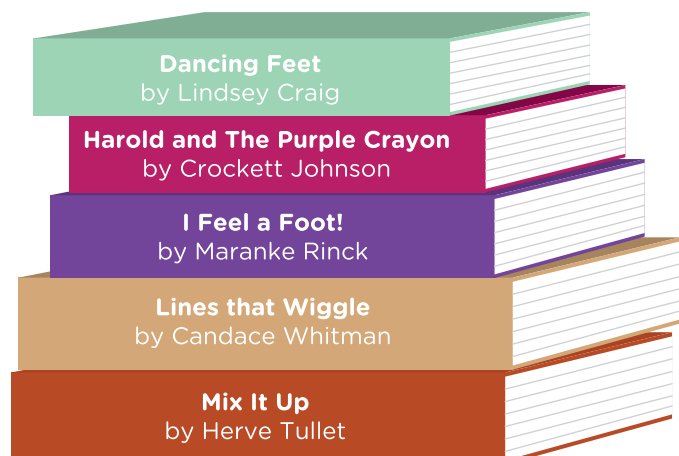 Dancing Feet
by Lindsey Craig
Harold and The Purple Crayon
by Crockett Johnson
I Feel a Foot!
by Maranke Rinck
Lines that Wiggle
by Candace Whitman
Mix It Up
by Herve Tullet